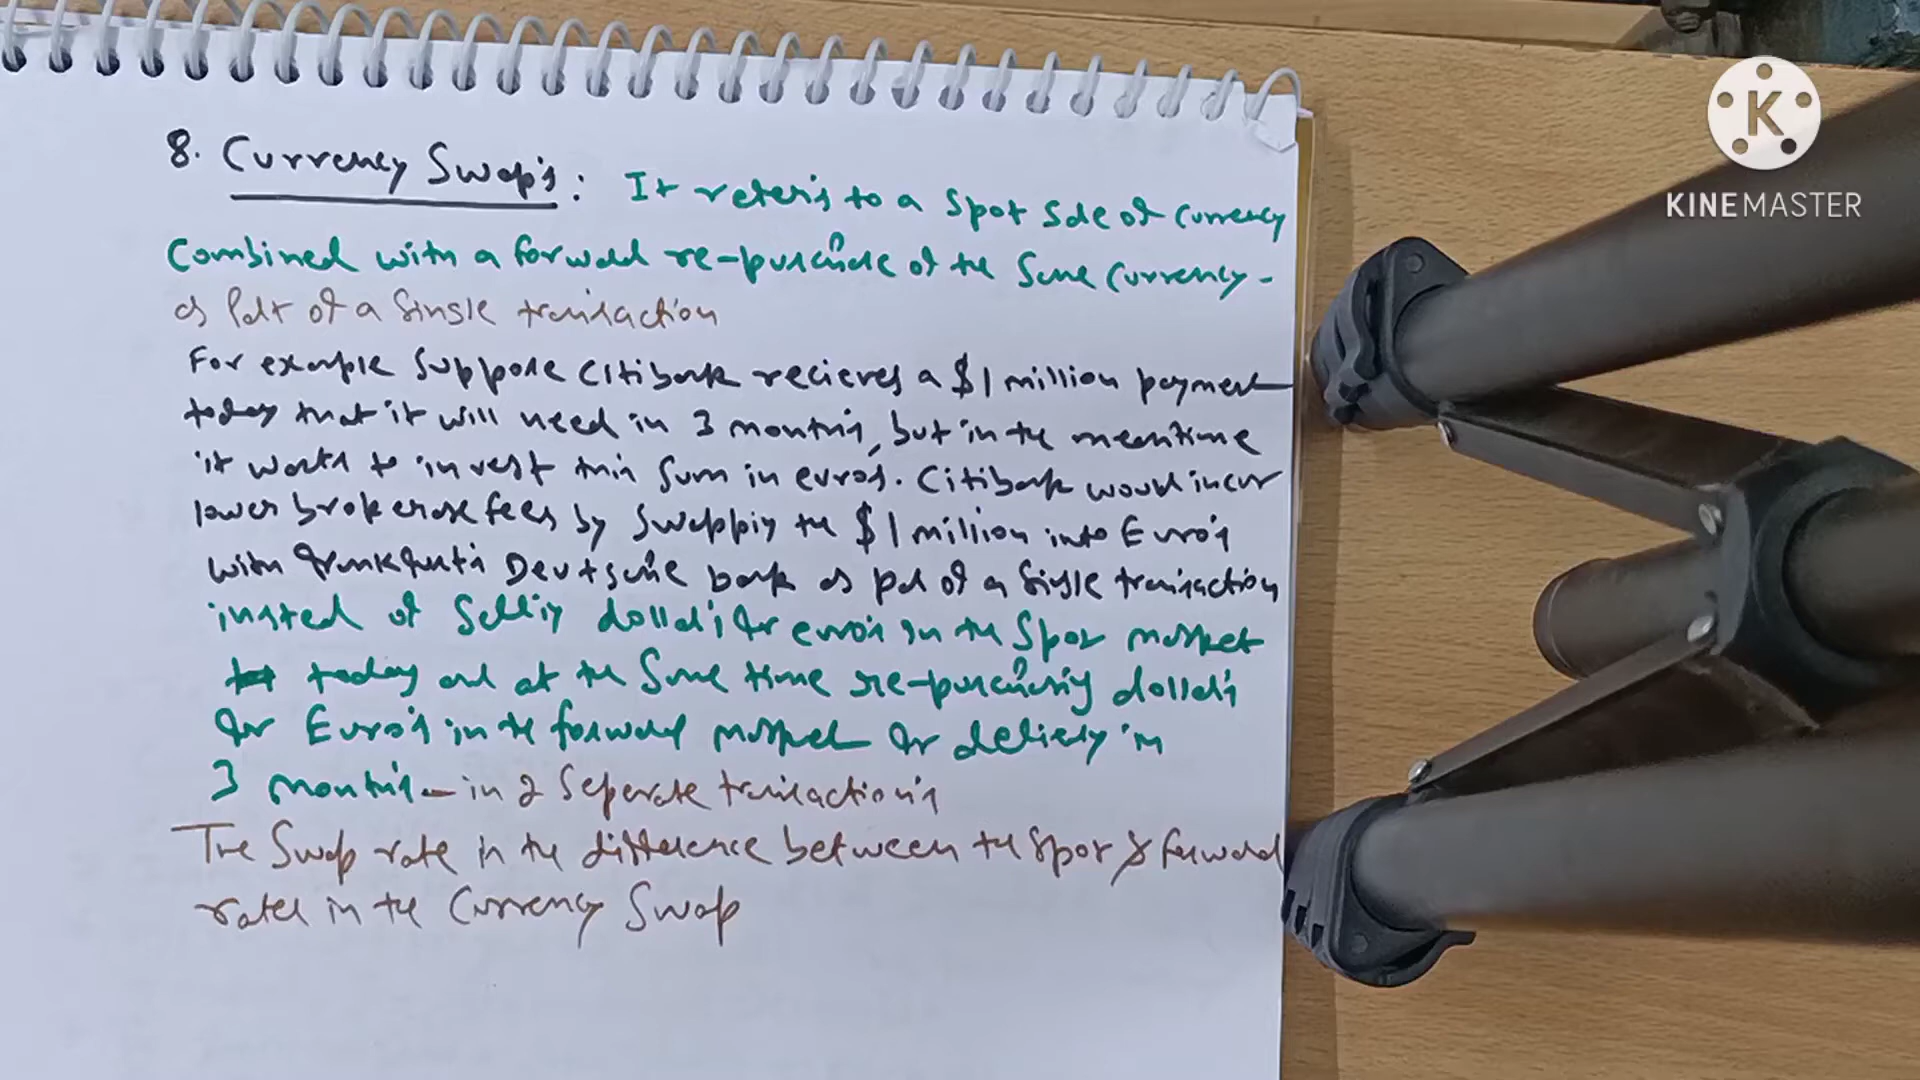 8. Currency Swap's : It refers to a spot sale of currency
Combined with a forward re-purchase of the same currency -
as part of a single transaction
For example suppose Citibank recieves a $1 million payment
today that it will need in 3 months, but in the meantime
it wants to invest this sum in euros. Citibank would incur
lower brokerage fees by swapping the $1 million into Euro's
with Frankfurt's Deutsche bank as part of a single transaction
insted of selling dollar's for euro's in the spot market
today and at the same time re-purchasing dollar's
for Euro's in the forward market for delivery in
3 months - in 2 seperate transaction's
The Swap rate is the difference between the spot & forward
rates in the Currency Swap
K
KINEMASTER